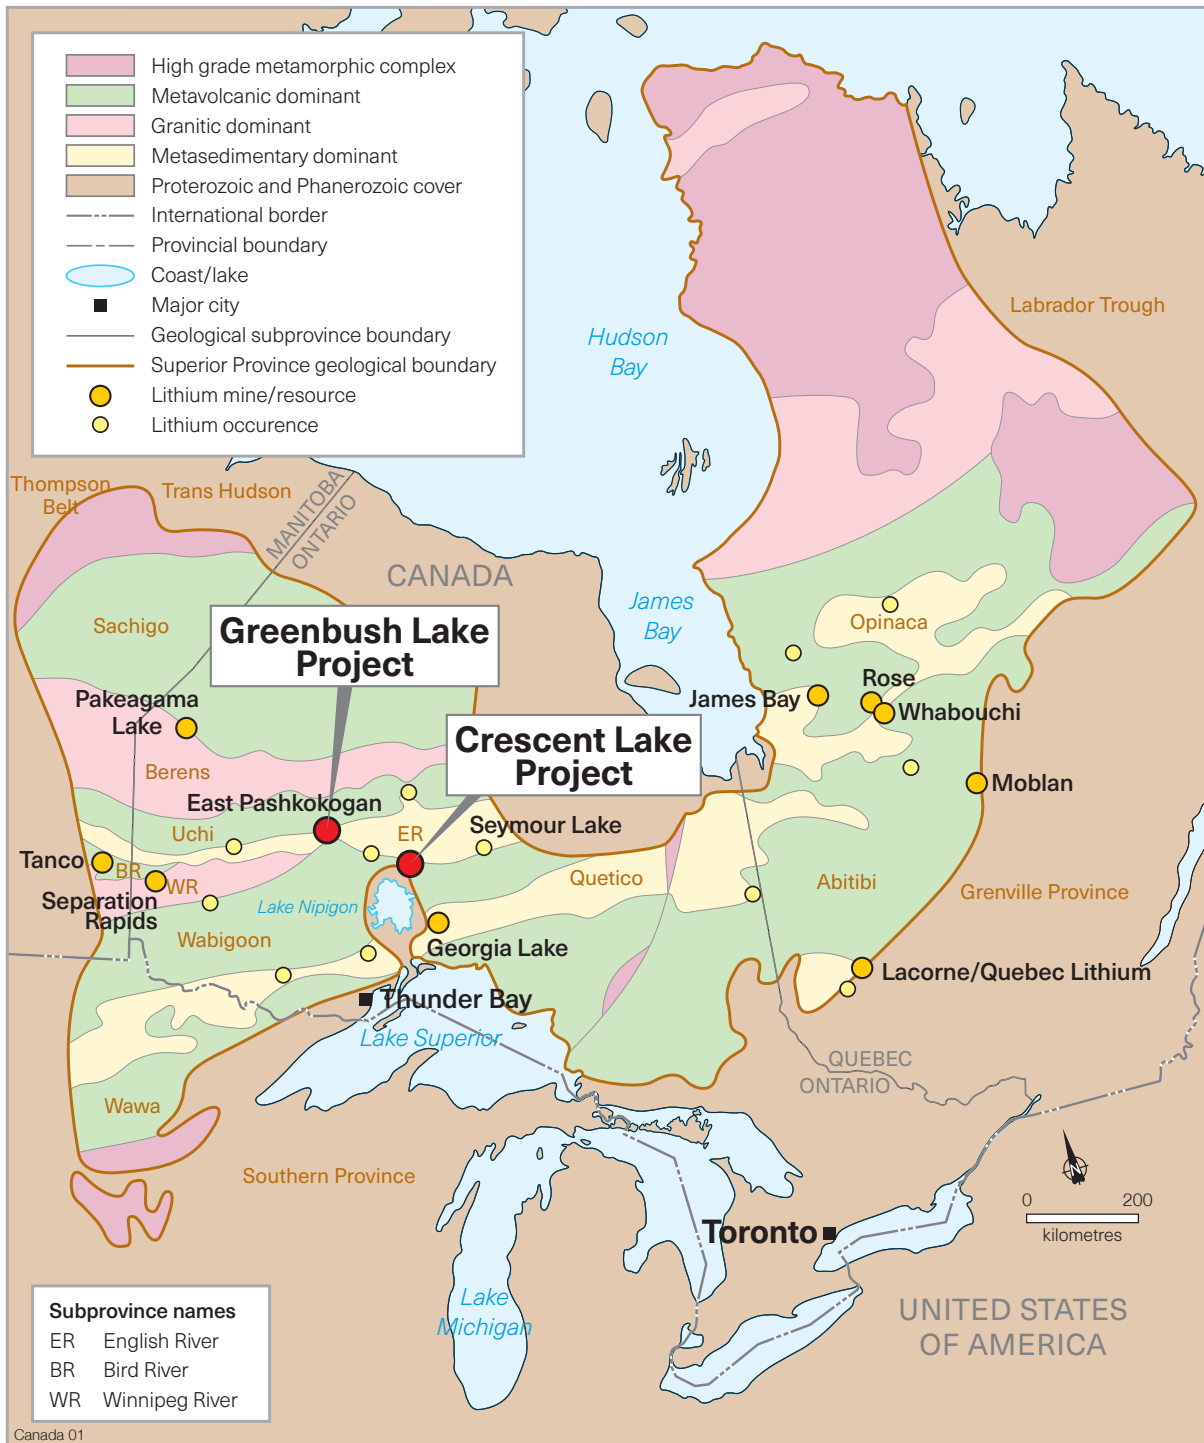 High grade metamorphic complex
Metavolcanic dominant
Granitic dominant
Metasedimentary dominant
Proterozoic and Phanerozoic cover
International border
Provincial boundary
Coast/lake
Major city
Geological subprovince boundary
Superior Province geological boundary
Lithium mine/resource
Lithium occurence
Labrador Trough
Hudson
Bay
Thompson
Belt
Trans Hudson
MANITOBA
ONTARIO
CANADA
James
Bay
Sachigo
Greenbush Lake
Project
Opinaca
Rose
James Bay
Whabouchi
Pakeagama
Lake
Crescent Lake
Project
Berens
Moblan
East Pashkokogan
Uchi
ER
Seymour Lake
Tanco
BR
WR
Quetico
Abitibi
Grenville Province
Separation
Rapids
Lake Nipigon
Wabigoon
Georgia Lake
Lacorne/Quebec Lithium
Thunder Bay
Lake Superior
QUEBEC
ONTARIO
Wawa
Southern Province
N
0 200
kilometres
Toronto
Lake
Michigan
UNITED STATES
OF AMERICA
Subprovince names
ER English River
BR Bird River
WR Winnipeg River
Canada 01